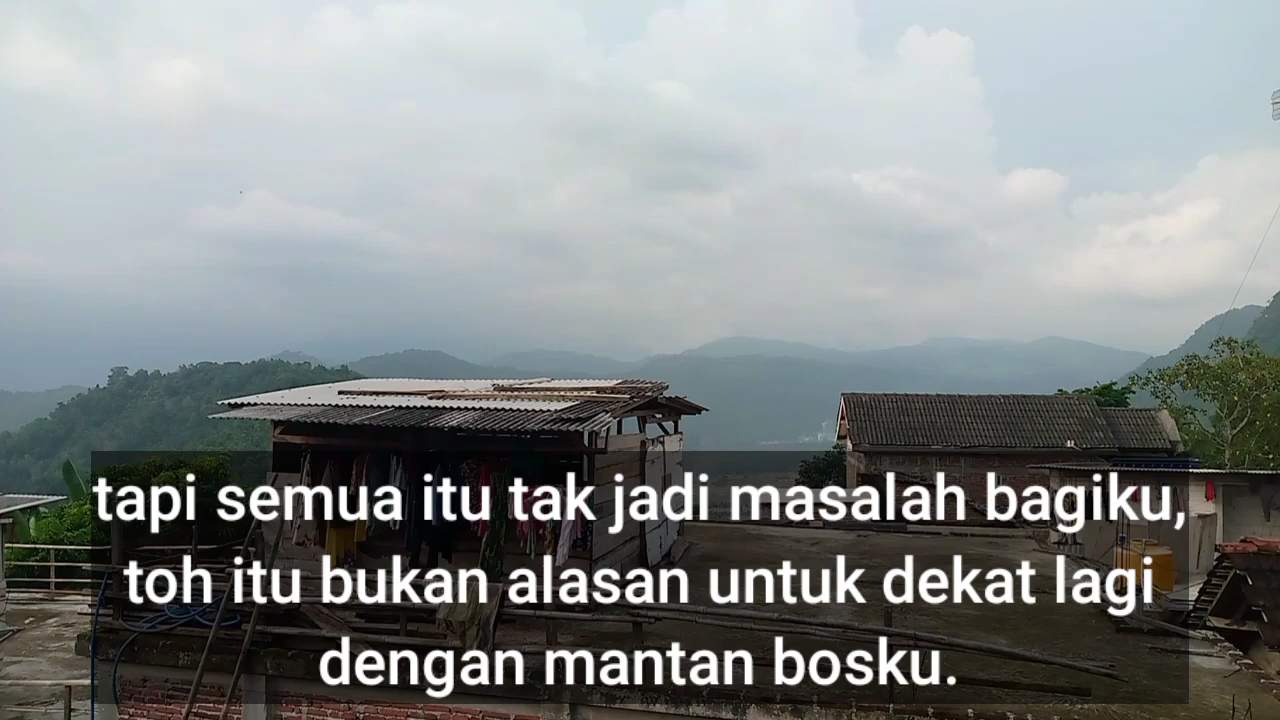 tapi semua itu tak jadi masalah bagiku,
toh itu bukan alasan untuk dekat lagi
dengan mantan bosku.